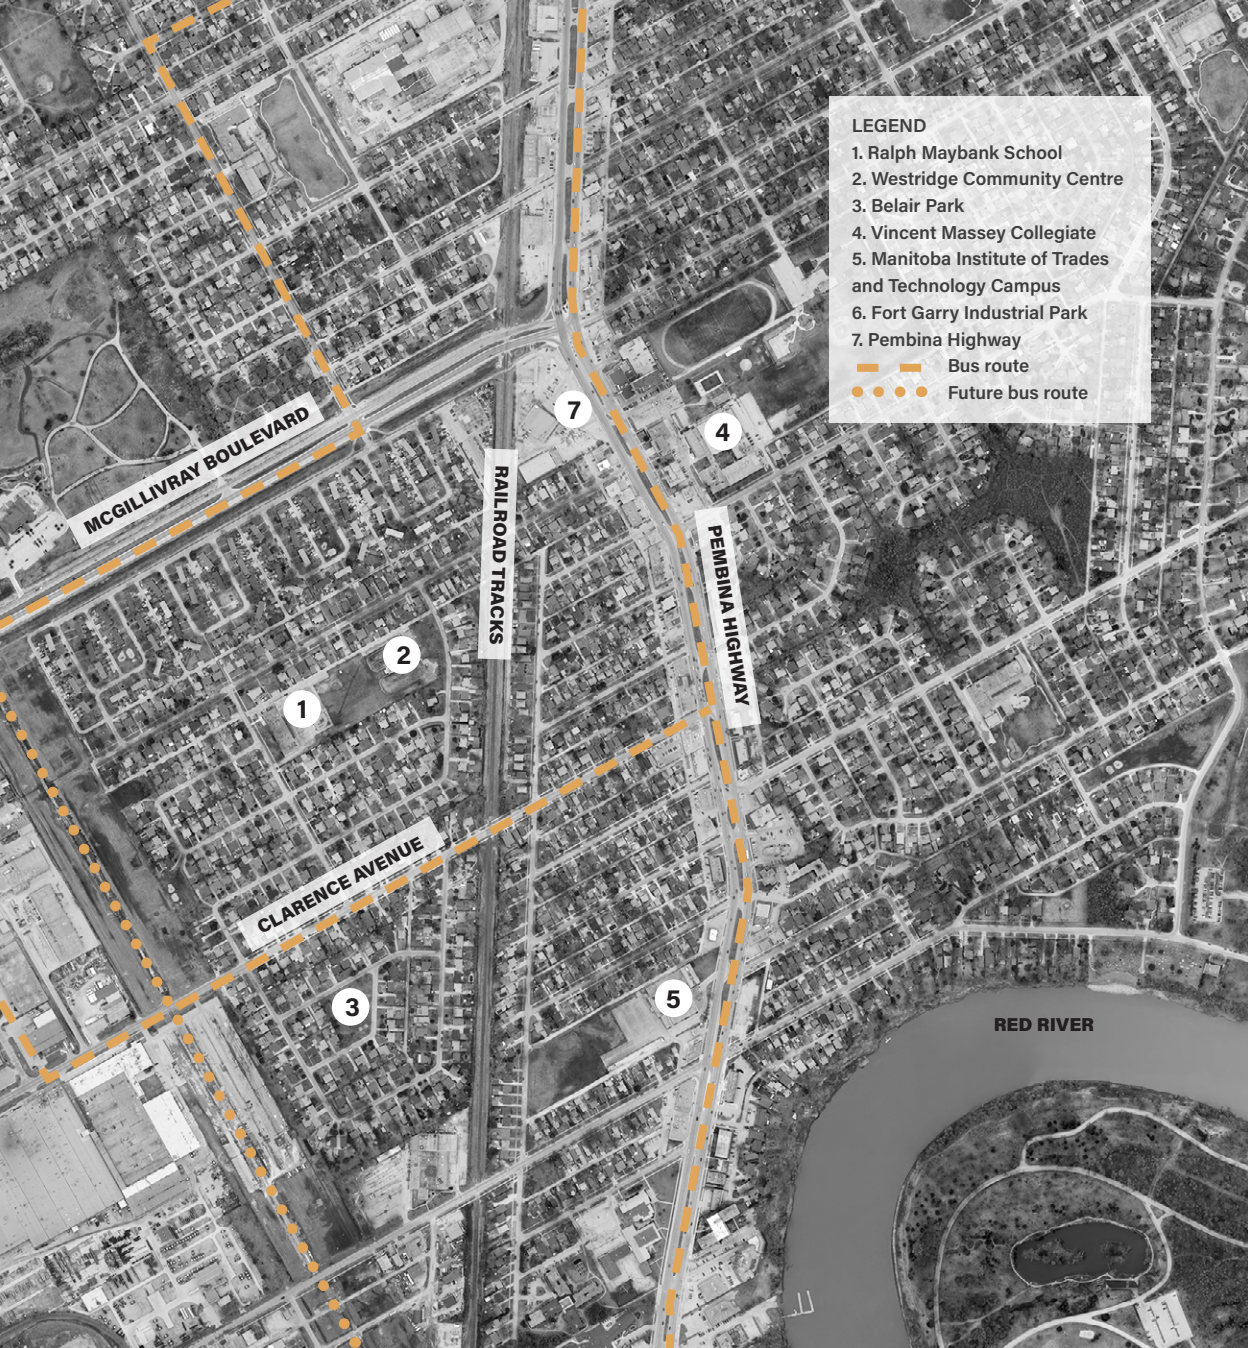 LEGEND
1. Ralph Maybank School
2. Westridge Community Centre
3. Belair Park
4. Vincent Massey Collegiate
5. Manitoba Institute of Trades
and Technology Campus
6. Fort Garry Industrial Park
7. Pembina Highway
Bus route
Future bus route
7
4
MCGILLIVRAY BOULEVARD
RAILROAD TRACKS
PEMBINA HIGHWAY
2
1
CLARENCE AVENUE
3
5
RED RIVER